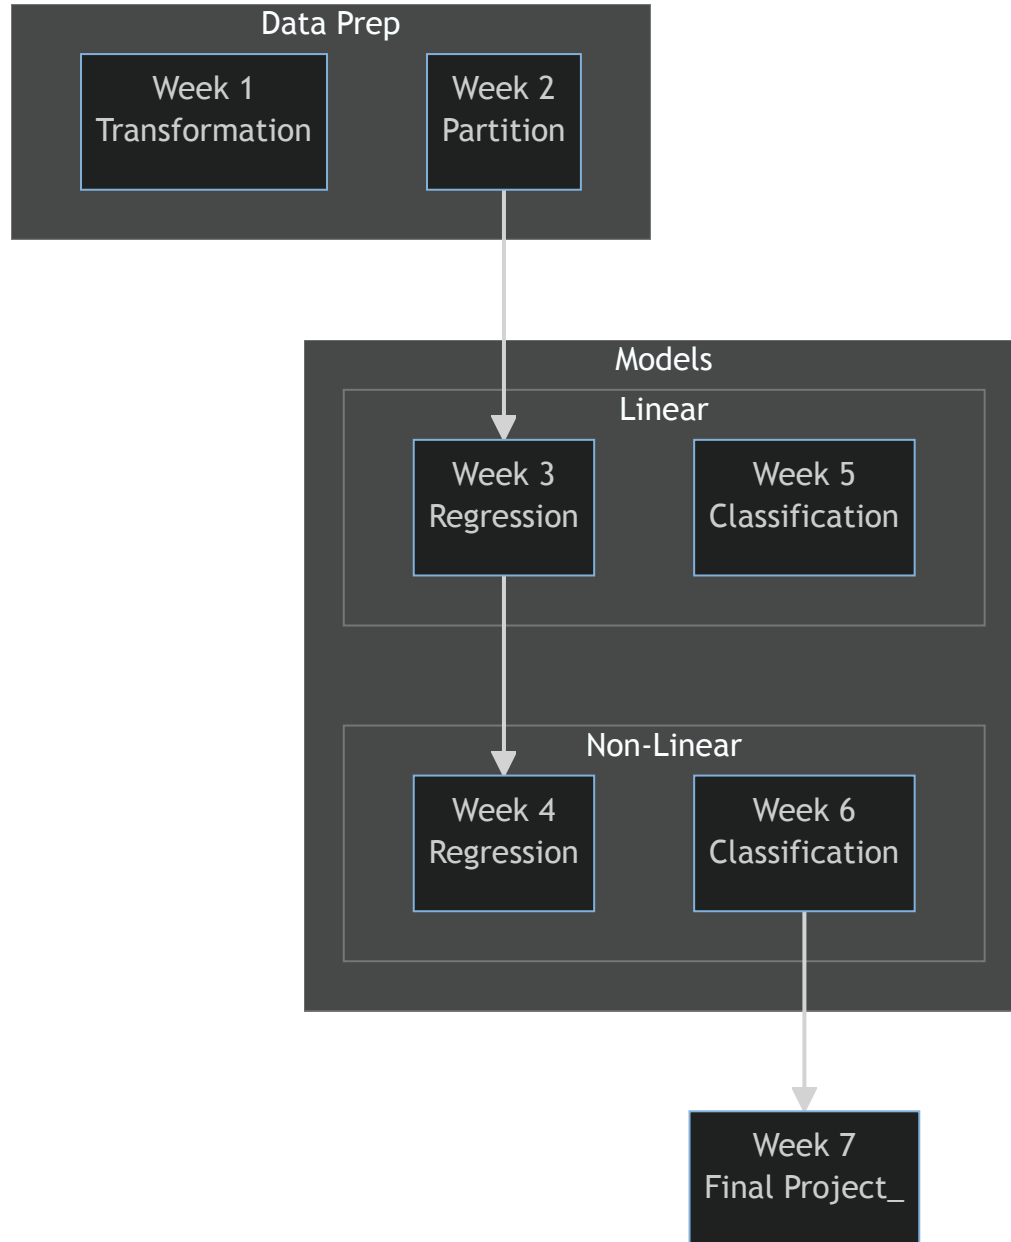 Data Prep
Week 1
Transformation
Week 2
Partition
Models
Linear
Week 3
Regression
Week 5
Classification
Non-Linear
Week 4
Regression
Week 6
Classification
Week 7
Final Project_